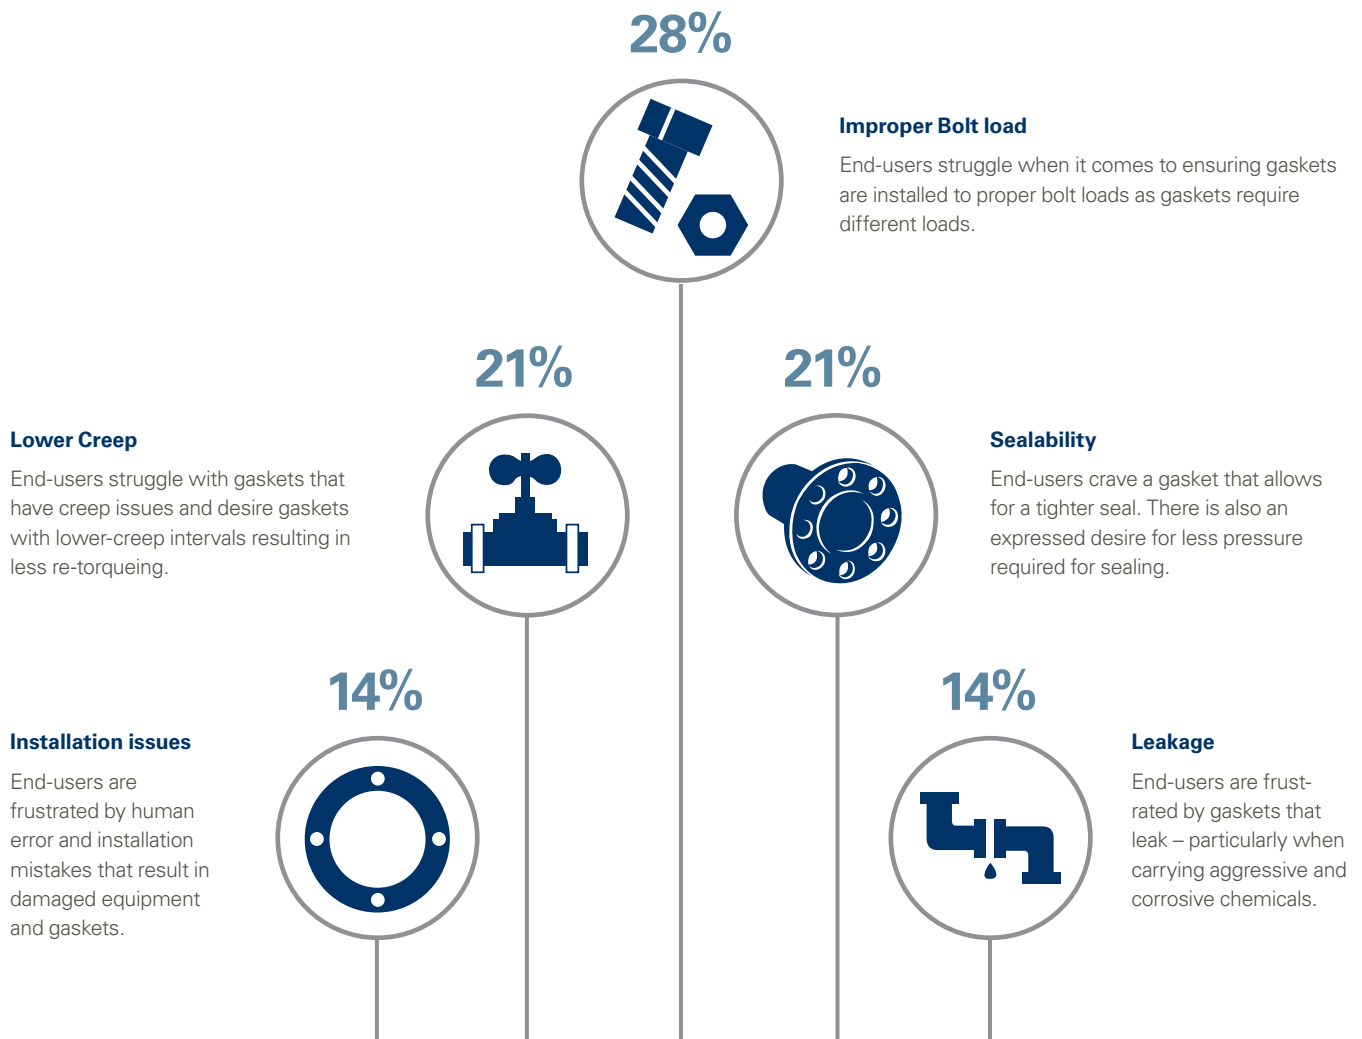 28%
Improper Bolt load
End-users struggle when it comes to ensuring gaskets
are installed to proper bolt loads as gaskets require
different loads.
21%
Lower Creep
End-users struggle with gaskets that
have creep issues and desire gaskets
with lower-creep intervals resulting in
less re-torqueing.
21%
Sealability
End-users crave a gasket that allows
for a tighter seal. There is also an
expressed desire for less pressure
required for sealing.
14%
Installation issues
End-users are
frustrated by human
error and installation
mistakes that result in
damaged equipment
and gaskets.
14%
Leakage
End-users are frust-
rated by gaskets that
leak – particularly when
carrying aggressive and
corrosive chemicals.